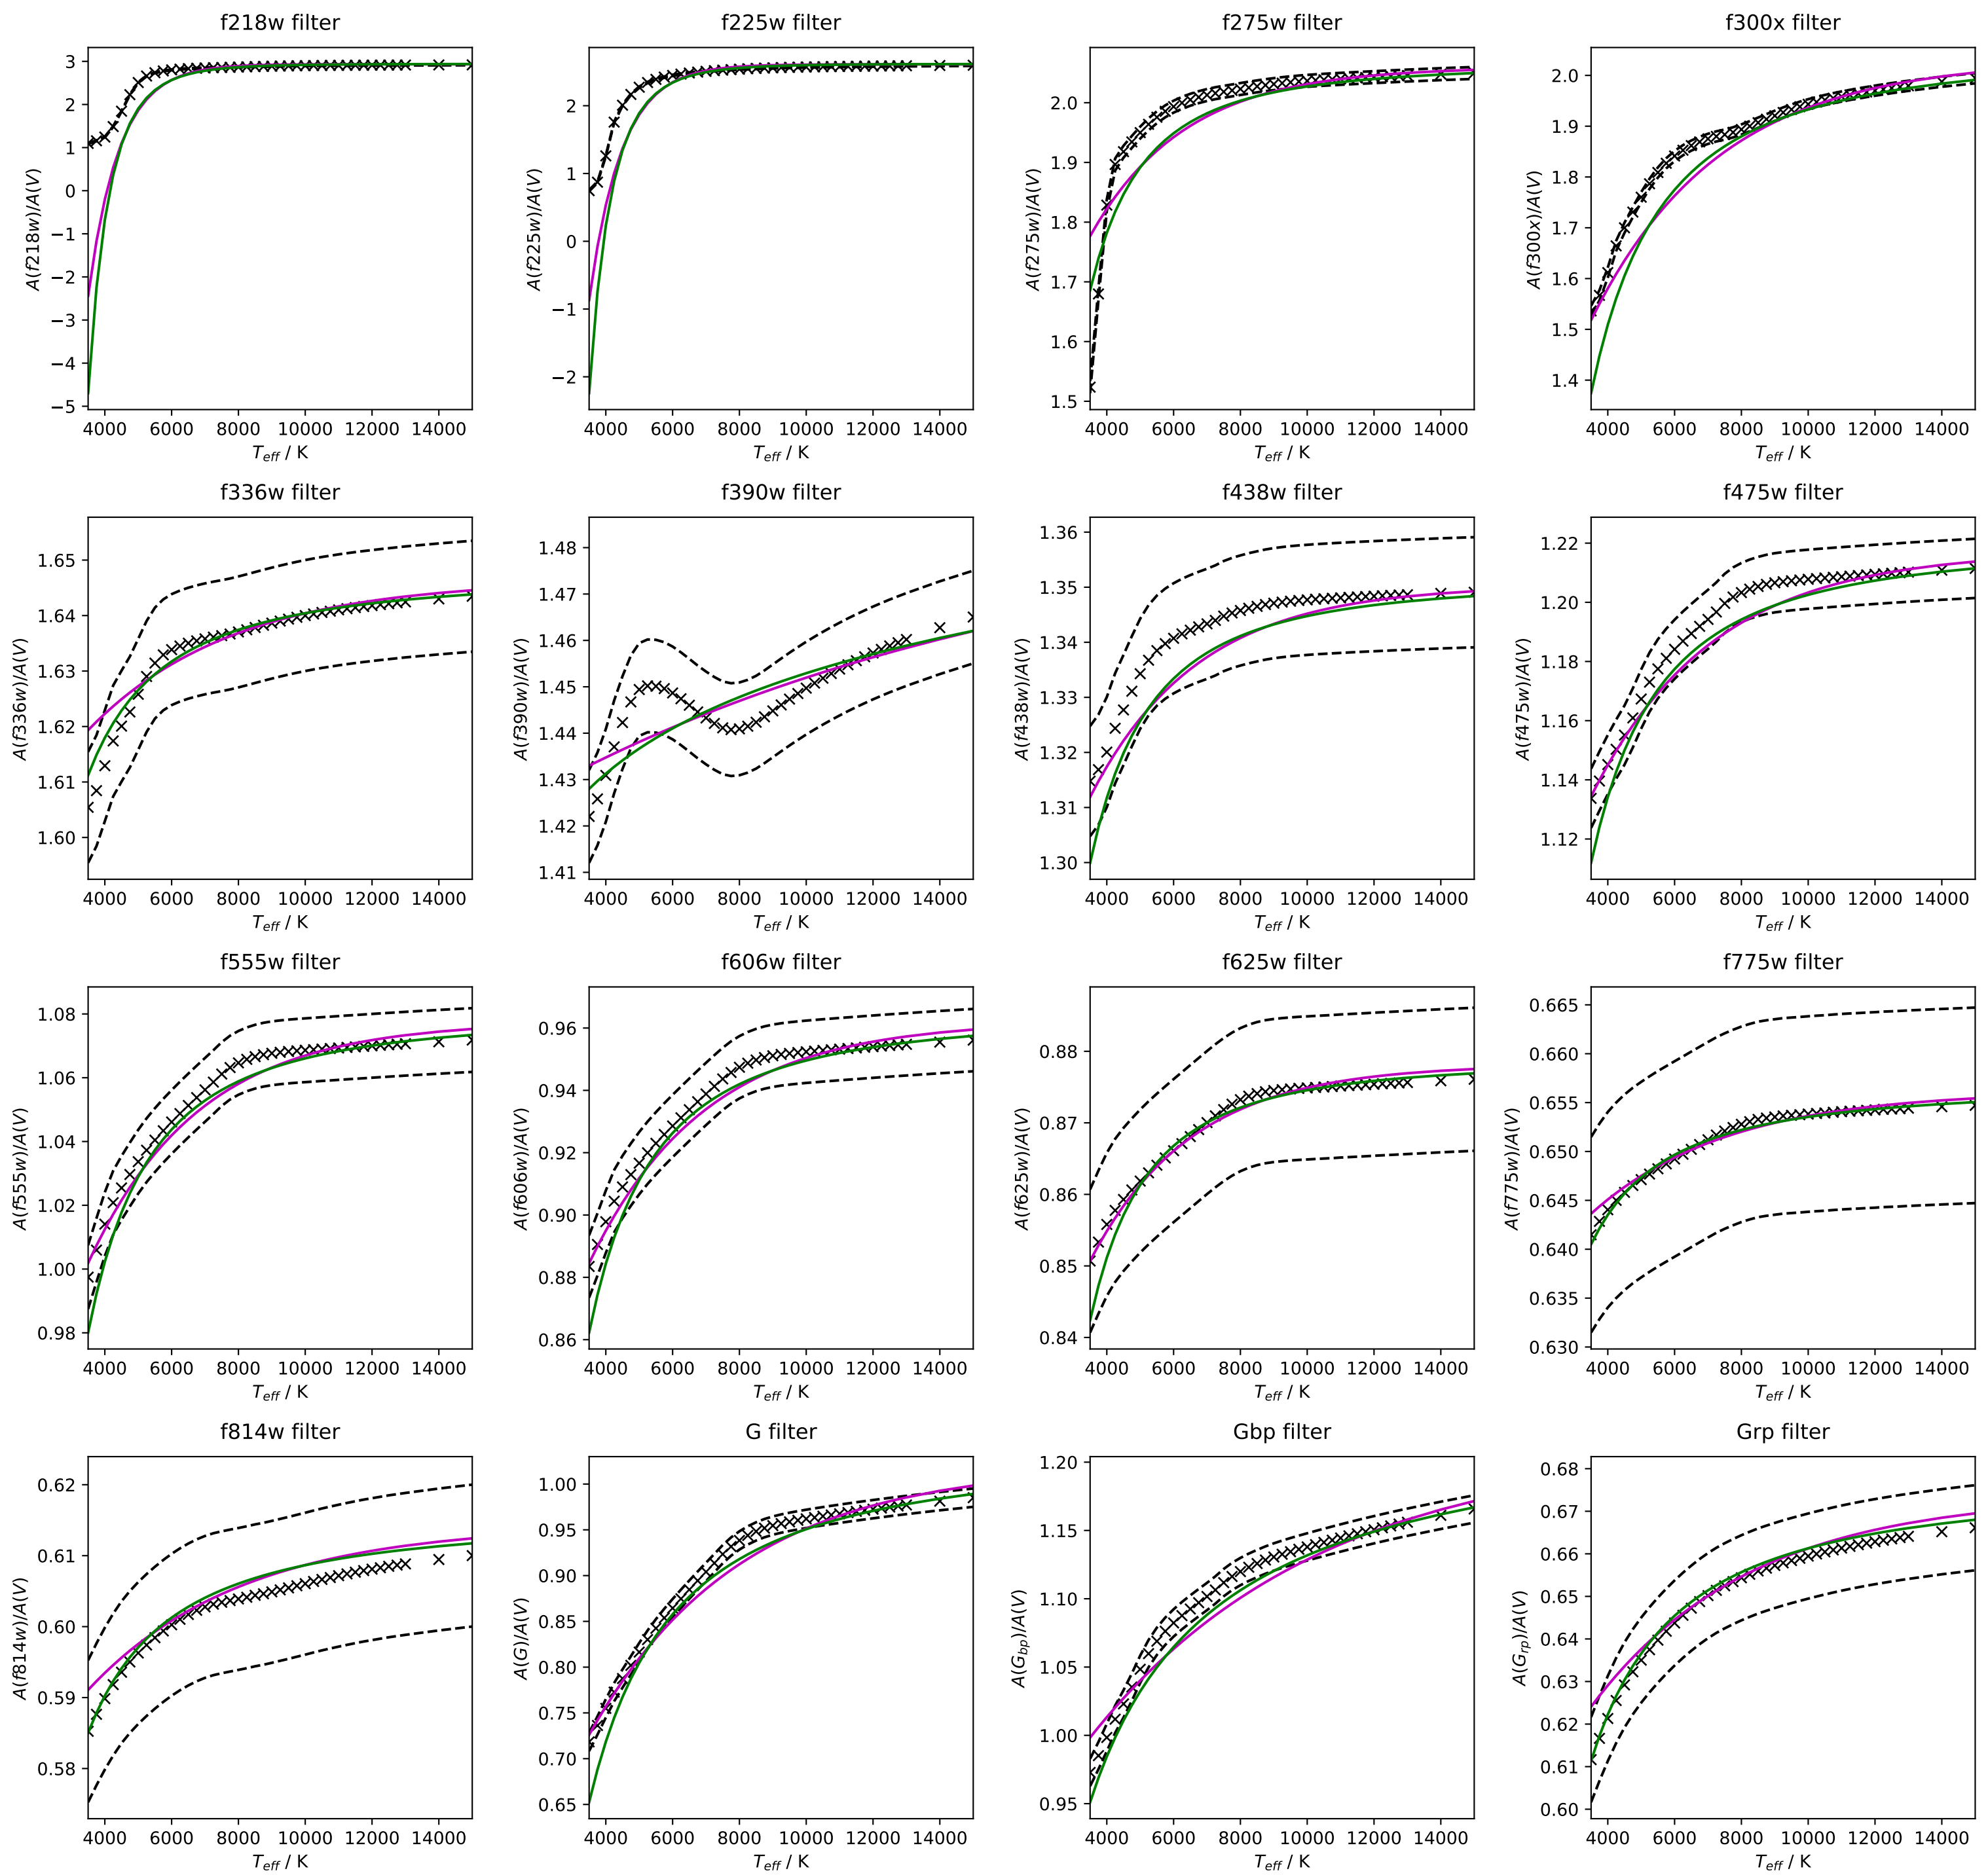 f218w filter
3
2
1
0
−1
−2
−3
−4
−5
A(f218w)/A(V)
4000 6000 8000 10000 12000 14000
T_eff / K
f225w filter
2
1
0
−1
−2
A(f225w)/A(V)
4000 6000 8000 10000 12000 14000
T_eff / K
f275w filter
2.0
1.9
1.8
1.7
1.6
1.5
A(f275w)/A(V)
4000 6000 8000 10000 12000 14000
T_eff / K
f300x filter
2.0
1.9
1.8
1.7
1.6
1.5
1.4
A(f300x)/A(V)
4000 6000 8000 10000 12000 14000
T_eff / K
f336w filter
1.65
1.64
1.63
1.62
1.61
1.60
A(f336w)/A(V)
4000 6000 8000 10000 12000 14000
T_eff / K
f390w filter
1.48
1.47
1.46
1.45
1.44
1.43
1.42
1.41
A(f390w)/A(V)
4000 6000 8000 10000 12000 14000
T_eff / K
f438w filter
1.36
1.35
1.34
1.33
1.32
1.31
1.30
A(f438w)/A(V)
4000 6000 8000 10000 12000 14000
T_eff / K
f475w filter
1.22
1.20
1.18
1.16
1.14
1.12
A(f475w)/A(V)
4000 6000 8000 10000 12000 14000
T_eff / K
f555w filter
1.08
1.06
1.04
1.02
1.00
0.98
A(f555w)/A(V)
4000 6000 8000 10000 12000 14000
T_eff / K
f606w filter
0.96
0.94
0.92
0.90
0.88
0.86
A(f606w)/A(V)
4000 6000 8000 10000 12000 14000
T_eff / K
f625w filter
0.88
0.87
0.86
0.85
0.84
A(f625w)/A(V)
4000 6000 8000 10000 12000 14000
T_eff / K
f775w filter
0.665
0.660
0.655
0.650
0.645
0.640
0.635
0.630
A(f775w)/A(V)
4000 6000 8000 10000 12000 14000
T_eff / K
f814w filter
0.62
0.61
0.60
0.59
0.58
A(f814w)/A(V)
4000 6000 8000 10000 12000 14000
T_eff / K
G filter
1.00
0.95
0.90
0.85
0.80
0.75
0.70
0.65
A(G)/A(V)
4000 6000 8000 10000 12000 14000
T_eff / K
Gbp filter
1.20
1.15
1.10
1.05
1.00
0.95
A(G_bp)/A(V)
4000 6000 8000 10000 12000 14000
T_eff / K
Grp filter
0.68
0.67
0.66
0.65
0.64
0.63
0.62
0.61
0.60
A(G_rp)/A(V)
4000 6000 8000 10000 12000 14000
T_eff / K